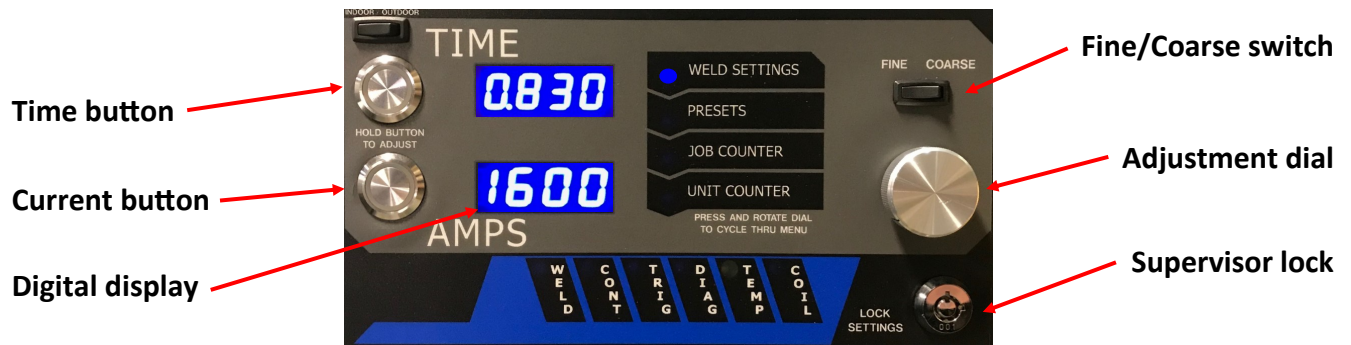 INDOOR / OUTDOOR
TIME
0.830
WELD SETTINGS
PRESETS
JOB COUNTER
UNIT COUNTER
PRESS AND ROTATE DIAL
TO CYCLE THRU MENU
FINE COARSE
HOLD BUTTON
TO ADJUST
1600
AMPS
WELD
CONT
TRIG
DIAG
TEMP
COIL
LOCK
SETTINGS
001
Time button
Current button
Digital display
Fine/Coarse switch
Adjustment dial
Supervisor lock